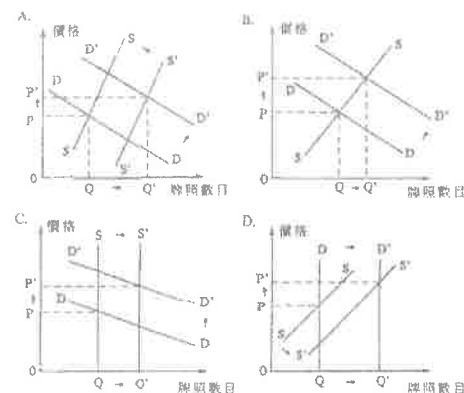 A. 價格
D' S → S'
D
P'
↑
P
D'
S S' D
0 Q → Q' 牌照數目
B. 價格
D' S
D
P'
↑
P
D'
S D
0 Q → Q' 牌照數目
C. 價格
S → S'
D'
P'
↑
P
D
D'
D
0 Q → Q' 牌照數目
D. 價格
D → D'
S S'
P'
↑
P
S
S'
0 Q → Q' 牌照數目